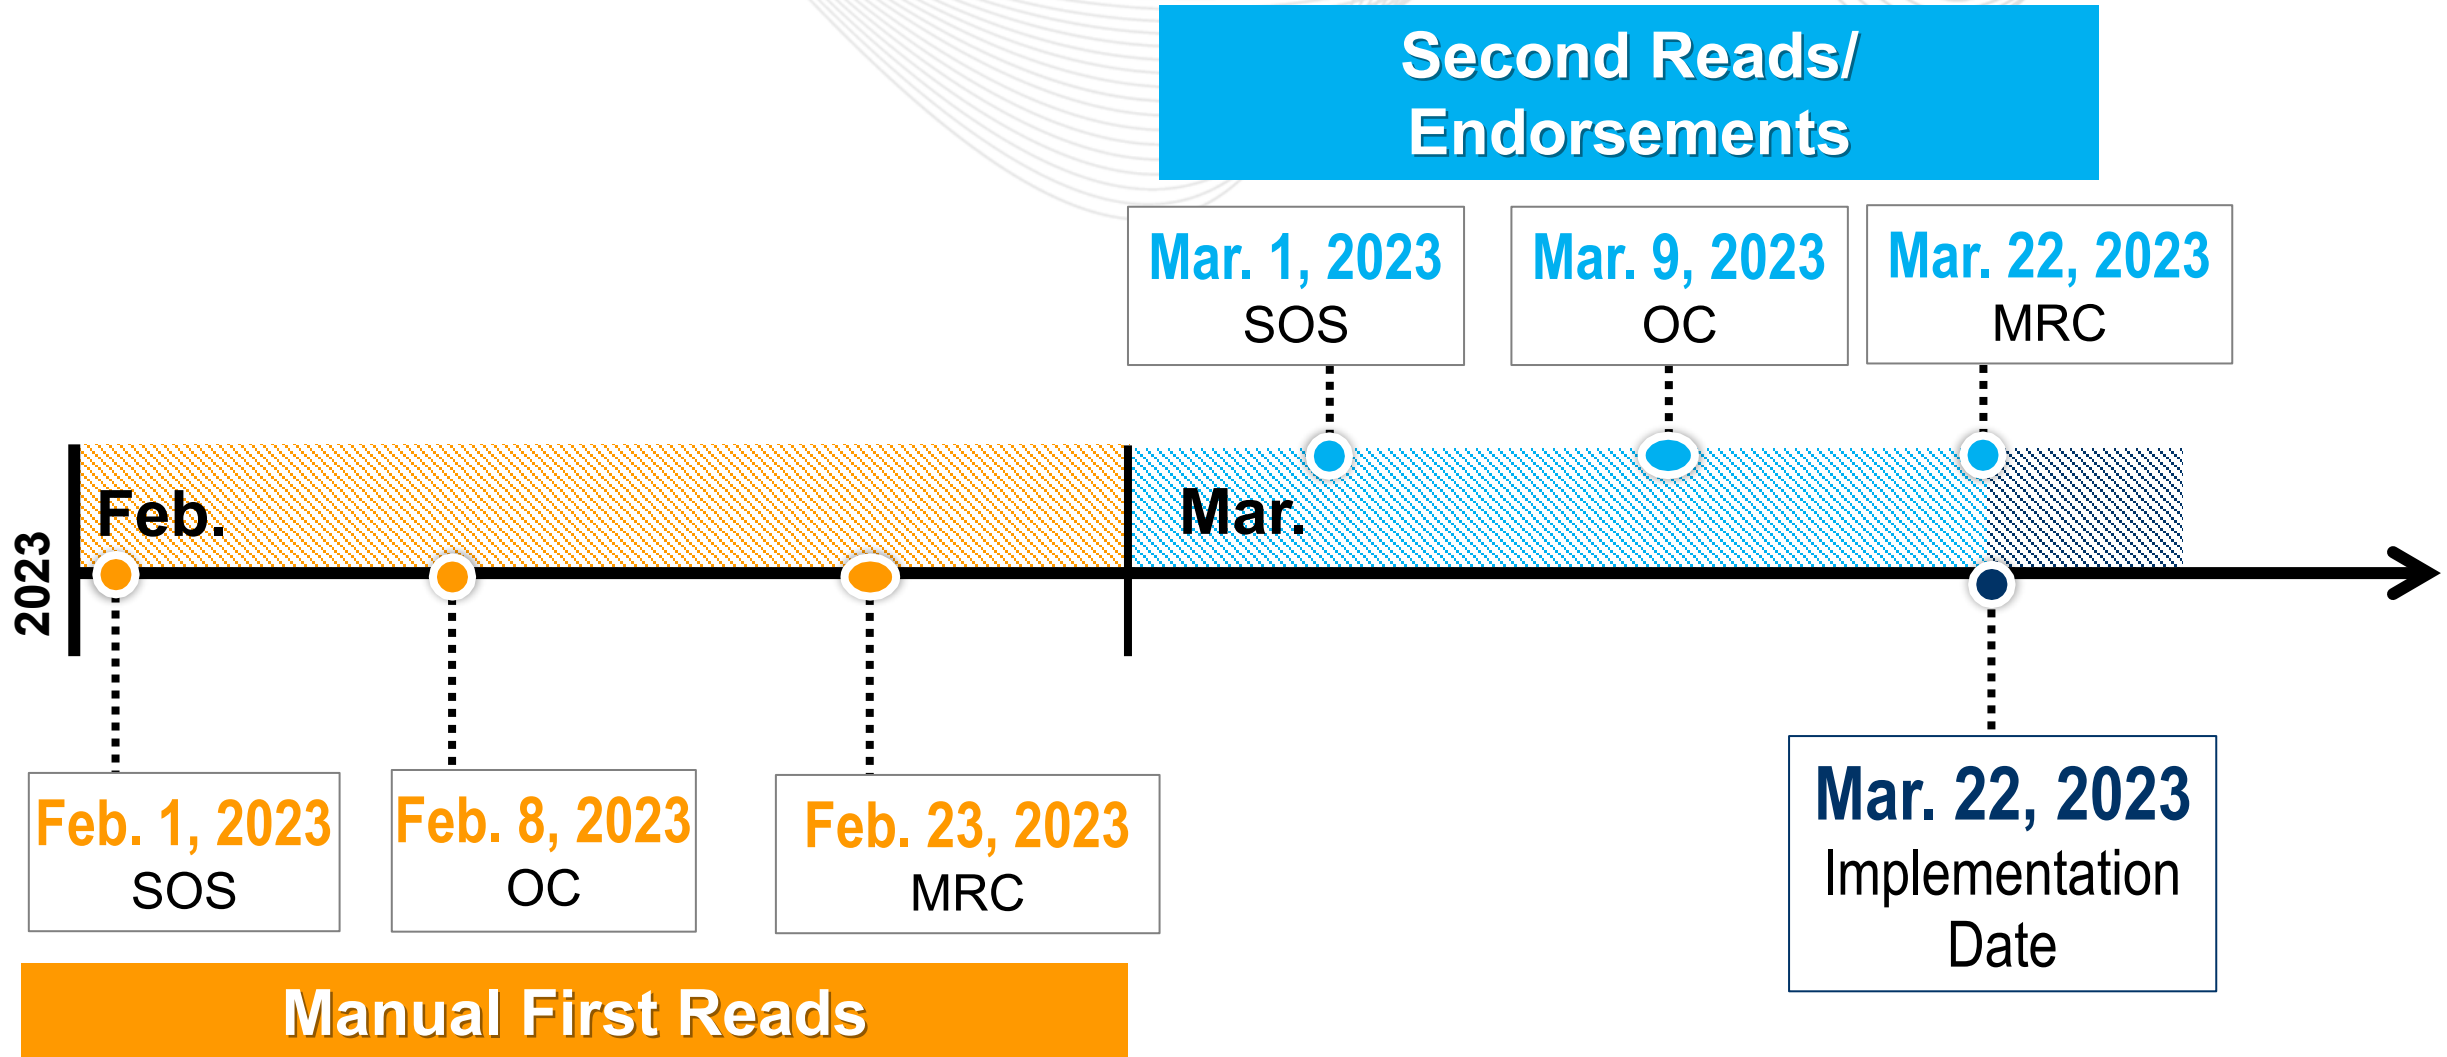 Second Reads/
Endorsements
Mar. 1, 2023
SOS
Mar. 9, 2023
OC
Mar. 22, 2023
MRC
2023
Feb.
Mar.
Feb. 1, 2023
SOS
Feb. 8, 2023
OC
Feb. 23, 2023
MRC
Mar. 22, 2023
Implementation
Date
Manual First Reads